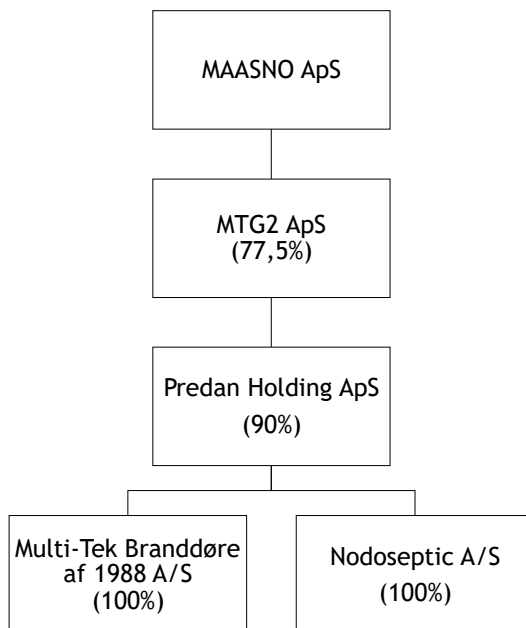 MAASNO ApS
MTG2 ApS
(77,5%)
Predan Holding ApS
(90%)
Multi-Tek Branddøre
af 1988 A/S
(100%)
Nodoseptic A/S
(100%)